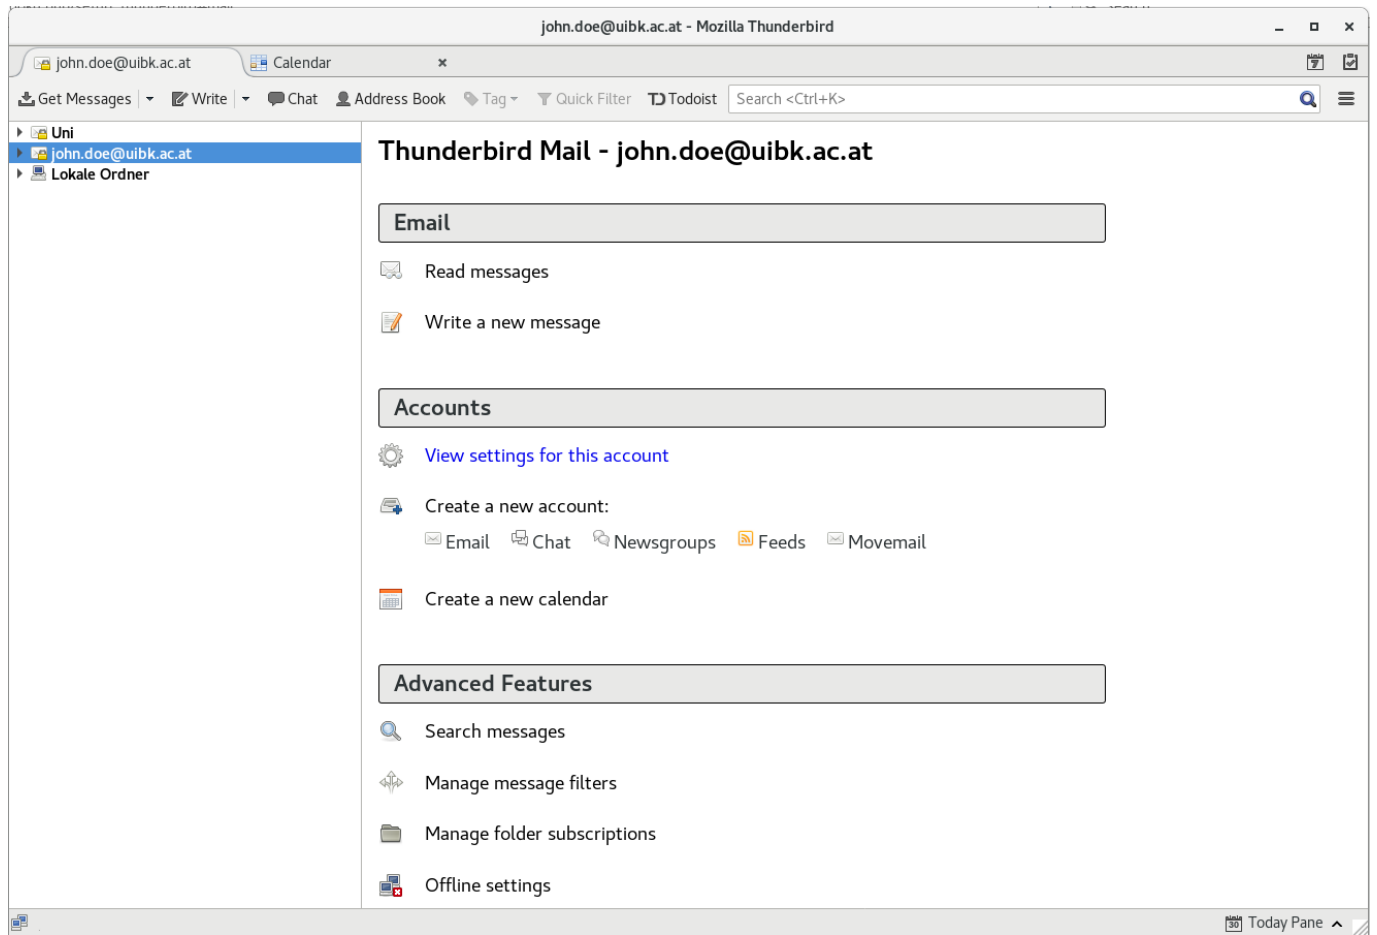 john.doe@uibk.ac.at - Mozilla Thunderbird
john.doe@uibk.ac.at Calendar
Get Messages Write Chat Address Book Tag Quick Filter Todoist Search <Ctrl+K>
Uni
john.doe@uibk.ac.at
Lokale Ordner
Thunderbird Mail - john.doe@uibk.ac.at
Email
Read messages
Write a new message
Accounts
View settings for this account
Create a new account:
Email Chat Newsgroups Feeds Movemail
Create a new calendar
Advanced Features
Search messages
Manage message filters
Manage folder subscriptions
Offline settings
30 Today Pane